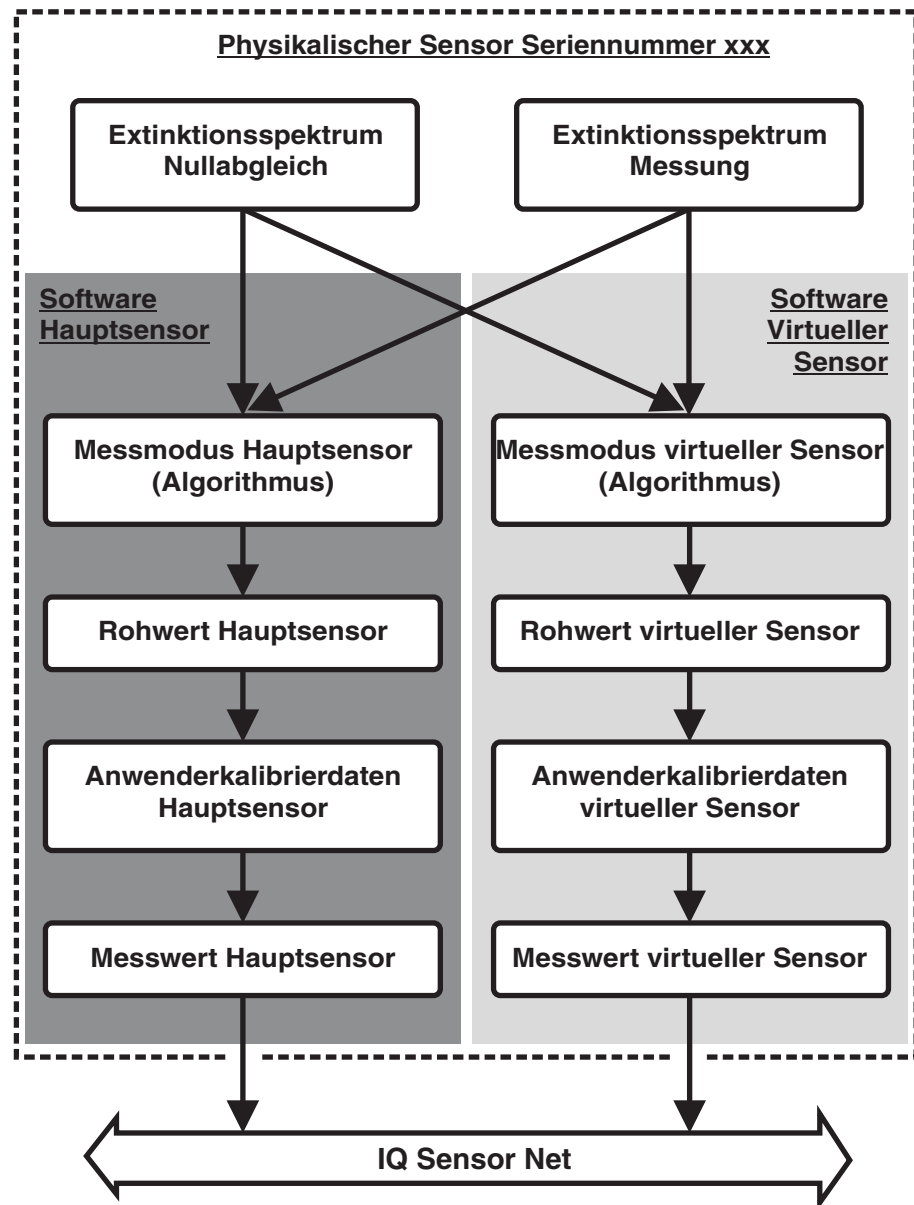 Physikalischer Sensor Seriennummer xxx
Extinktionsspektrum
Nullabgleich
Extinktionsspektrum
Messung
Software
Hauptsensor
Software
Virtueller
Sensor
Messmodus Hauptsensor
(Algorithmus)
Messmodus virtueller Sensor
(Algorithmus)
Rohwert Hauptsensor
Rohwert virtueller Sensor
Anwenderkalibrierdaten
Hauptsensor
Anwenderkalibrierdaten
virtueller Sensor
Messwert Hauptsensor
Messwert virtueller Sensor
IQ Sensor Net